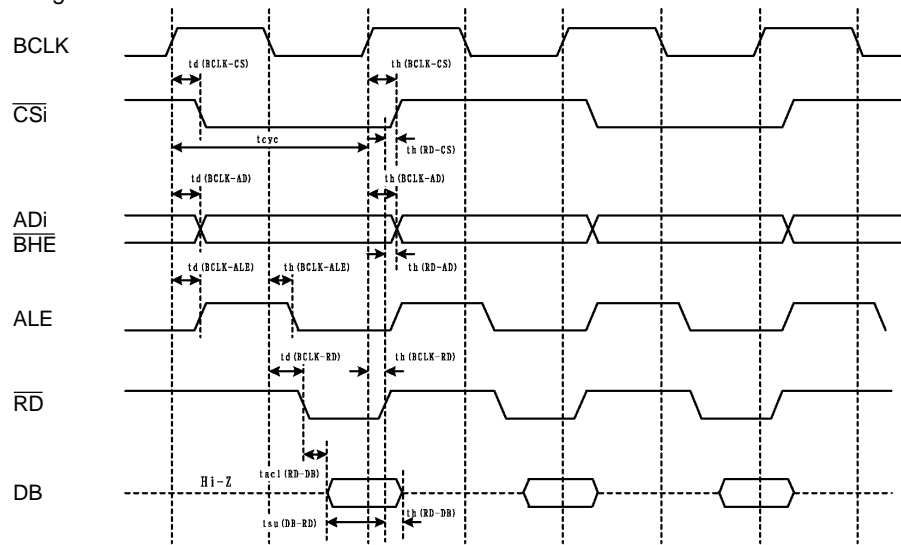 BCLK
td(BCLK-CS)
th(BCLK-CS)
CSi
tcyc
th(RD-CS)
td(BCLK-AD)
th(BCLK-AD)
ADi
BHE
td(BCLK-ALE)
th(BCLK-ALE)
th(RD-AD)
ALE
td(BCLK-RD)
th(BCLK-RD)
RD
Hi-Z
tac1(RD-DB)
DB
tsu(DB-RD)
th(RD-DB)